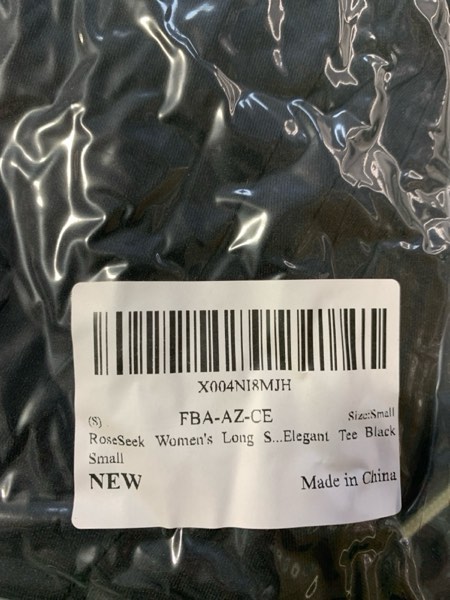 X004NI8MJH
(S) FBA-AZ-CE Size:Small
RoseSeek Women's Long S...Elegant Tee Black
Small
NEW Made in China